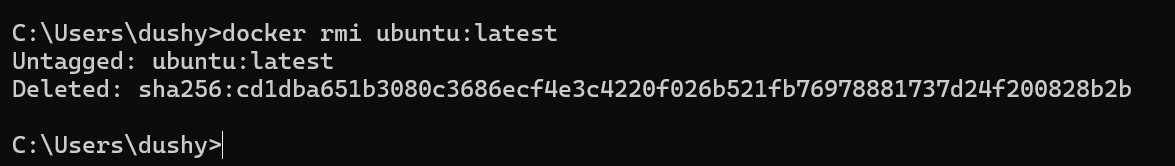 C:\Users\dushy>docker rmi ubuntu:latest
Untagged: ubuntu:latest
Deleted: sha256:cd1dba651b3080c3686ecf4e3c4220f026b521fb76978881737d24f200828b2b
C:\Users\dushy>